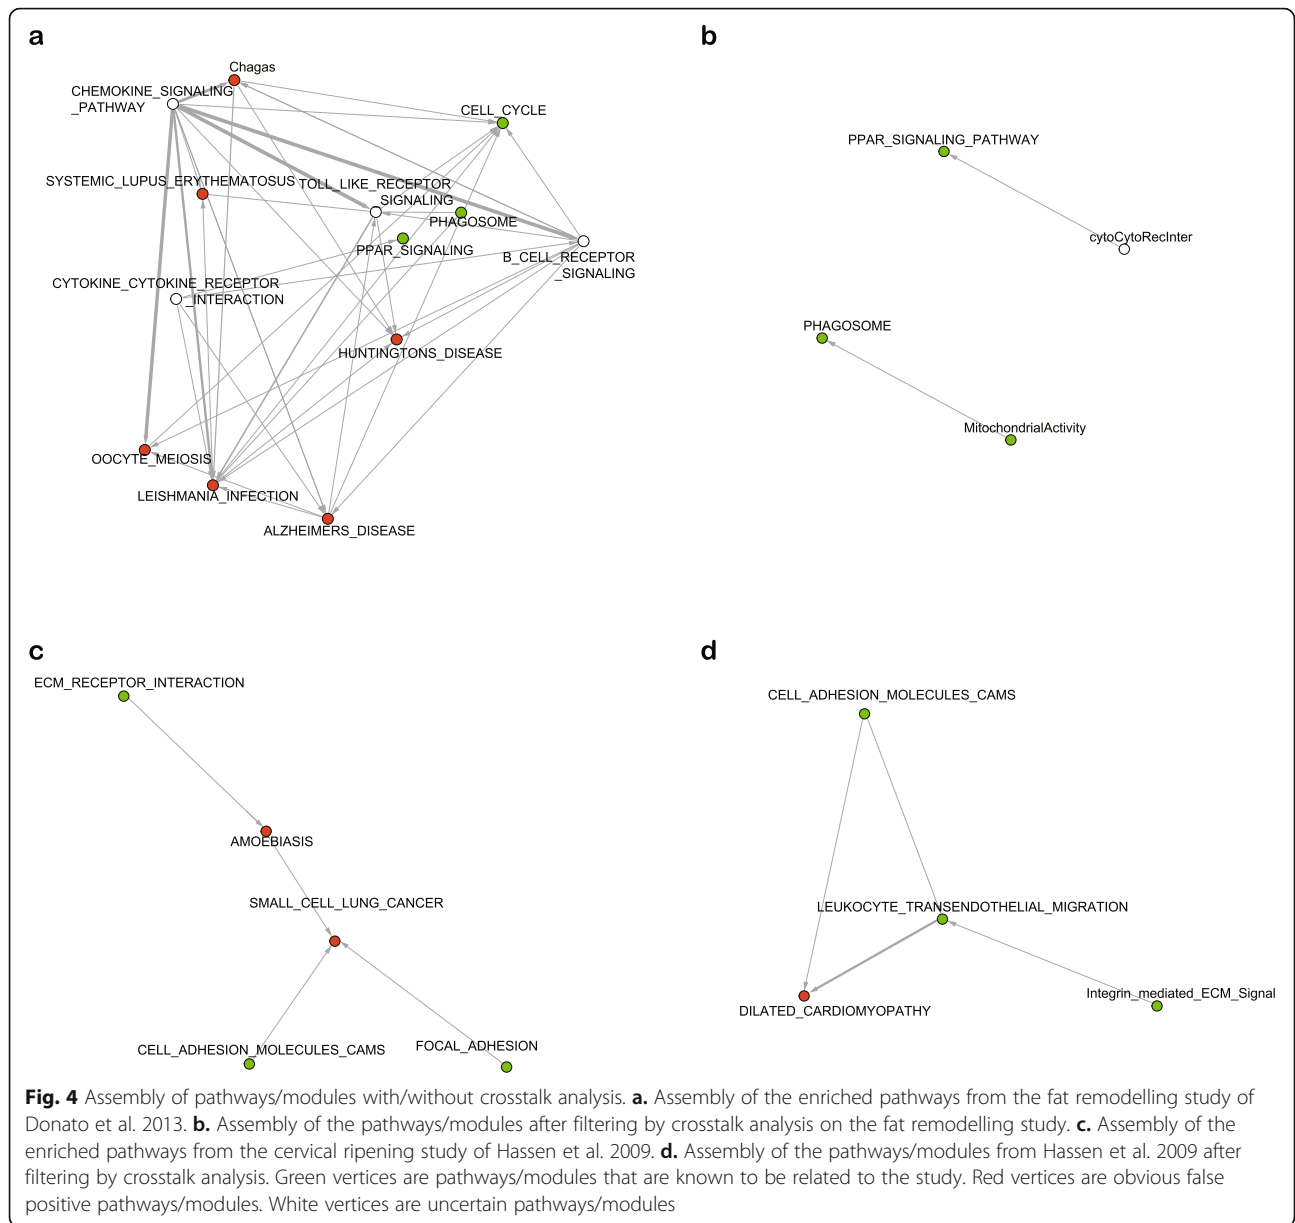 a
Chagas
CHEMOKINE_SIGNALING
_PATHWAY
CELL_CYCLE
SYSTEMIC_LUPUS_ERYTHEMATOSUS
TOLL_LIKE_RECEPTOR
SIGNALING
PHAGOSOME
PPAR_SIGNALING
B_CELL_RECEPTOR
_SIGNALING
CYTOKINE_CYTOKINE_RECEPTOR
_INTERACTION
HUNTINGTONS_DISEASE
OOCYTE_MEIOSIS
LEISHMANIA_INFECTION
ALZHEIMERS_DISEASE
b
PPAR_SIGNALING_PATHWAY
cytoCytoRecInter
PHAGOSOME
MitochondrialActivity
c
ECM_RECEPTOR_INTERACTION
AMOEBIASIS
SMALL_CELL_LUNG_CANCER
CELL_ADHESION_MOLECULES_CAMS
FOCAL_ADHESION
d
CELL_ADHESION_MOLECULES_CAMS
LEUKOCYTE_TRANSENDOTHELIAL_MIGRATION
DILATED_CARDIOMYOPATHY
Integrin_mediated_ECM_Signal
Fig. 4 Assembly of pathways/modules with/without crosstalk analysis. a. Assembly of the enriched pathways from the fat remodelling study of
Donato et al. 2013. b. Assembly of the pathways/modules after filtering by crosstalk analysis on the fat remodelling study. c. Assembly of the
enriched pathways from the cervical ripening study of Hassen et al. 2009. d. Assembly of the pathways/modules from Hassen et al. 2009 after
filtering by crosstalk analysis. Green vertices are pathways/modules that are known to be related to the study. Red vertices are obvious false
positive pathways/modules. White vertices are uncertain pathways/modules